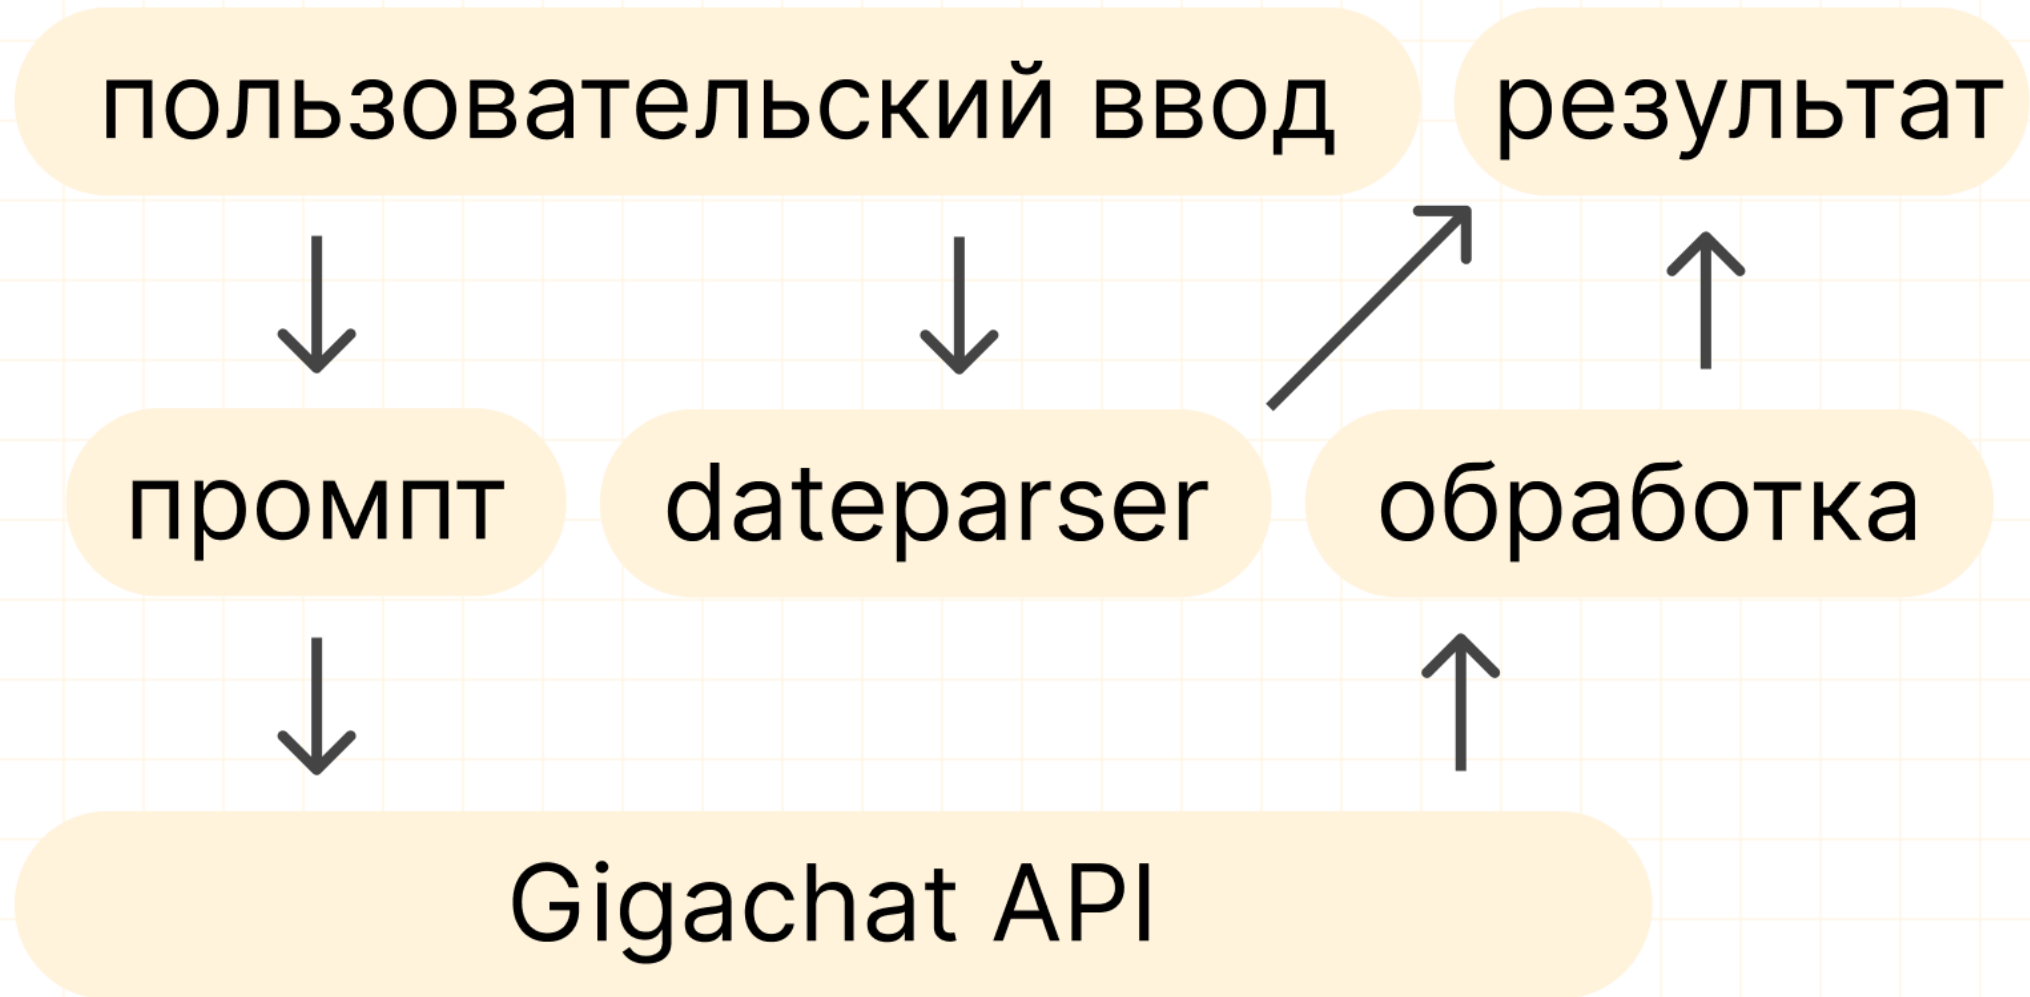 пользовательский ввод
результат
промпт
dateparser
обработка
Gigachat API